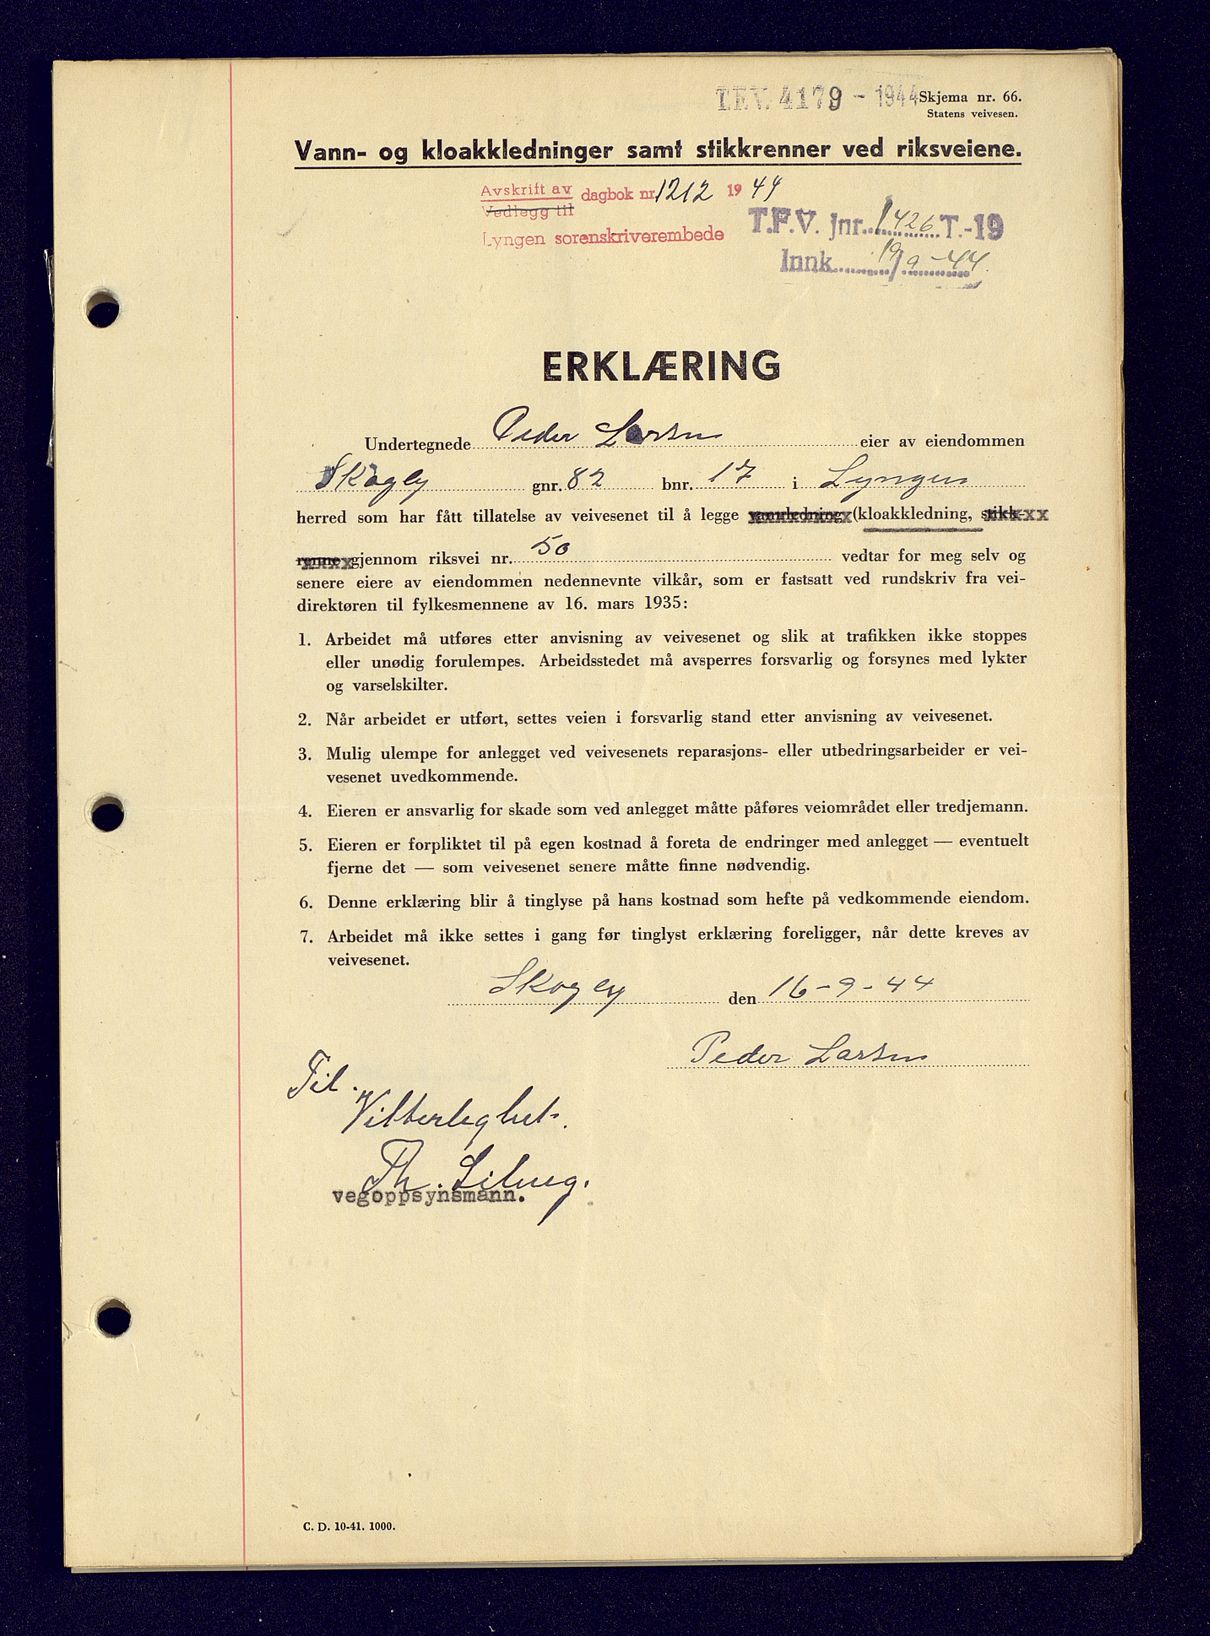 T.F.V. 4179 - 1944 Skjema nr. 66.
Statens veivesen.
Vann- og kloakkledninger samt stikkrenner ved riksveiene.
Avskrift av
Vedlegg til
dagbok nr. 1212 1944
Lyngen sorenskriverembede
T.F.V. Jnr. 1426 T.-19
Innk. 19/9-44.
ERKLÆRING
Undertegnede Peder Larsen eier av eiendommen
Skogly gnr. 82 bnr. 17 i Lyngen
herred som har fått tillatelse av veivesenet til å legge vannledning (kloakkledning, stikk-xx
renne gjennom riksvei nr. 50 vedtar for meg selv og
senere eiere av eiendommen nedennevnte vilkår, som er fastsatt ved rundskriv fra vei-
direktøren til fylkesmennene av 16. mars 1935:
1. Arbeidet må utføres etter anvisning av veivesenet og slik at trafikken ikke stoppes
eller unødig forulempes. Arbeidsstedet må avsperres forsvarlig og forsynes med lykter
og varselskilter.
2. Når arbeidet er utført, settes veien i forsvarlig stand etter anvisning av veivesenet.
3. Mulig ulempe for anlegget ved veivesenets reparasjons- eller utbedringsarbeider er vei-
vesenet uvedkommende.
4. Eieren er ansvarlig for skade som ved anlegget måtte påføres veiområdet eller tredjemann.
5. Eieren er forpliktet til på egen kostnad å foreta de endringer med anlegget — eventuelt
fjerne det — som veivesenet senere måtte finne nødvendig.
6. Denne erklæring blir å tinglyse på hans kostnad som hefte på vedkommende eiendom.
7. Arbeidet må ikke settes i gang før tinglyst erklæring foreligger, når dette kreves av
veivesenet.
Skogly den 16-9-44
Peder Larsen
Til
Vitterlighet.
Th.
vegoppsynsmann.
C. D. 10-41. 1000.